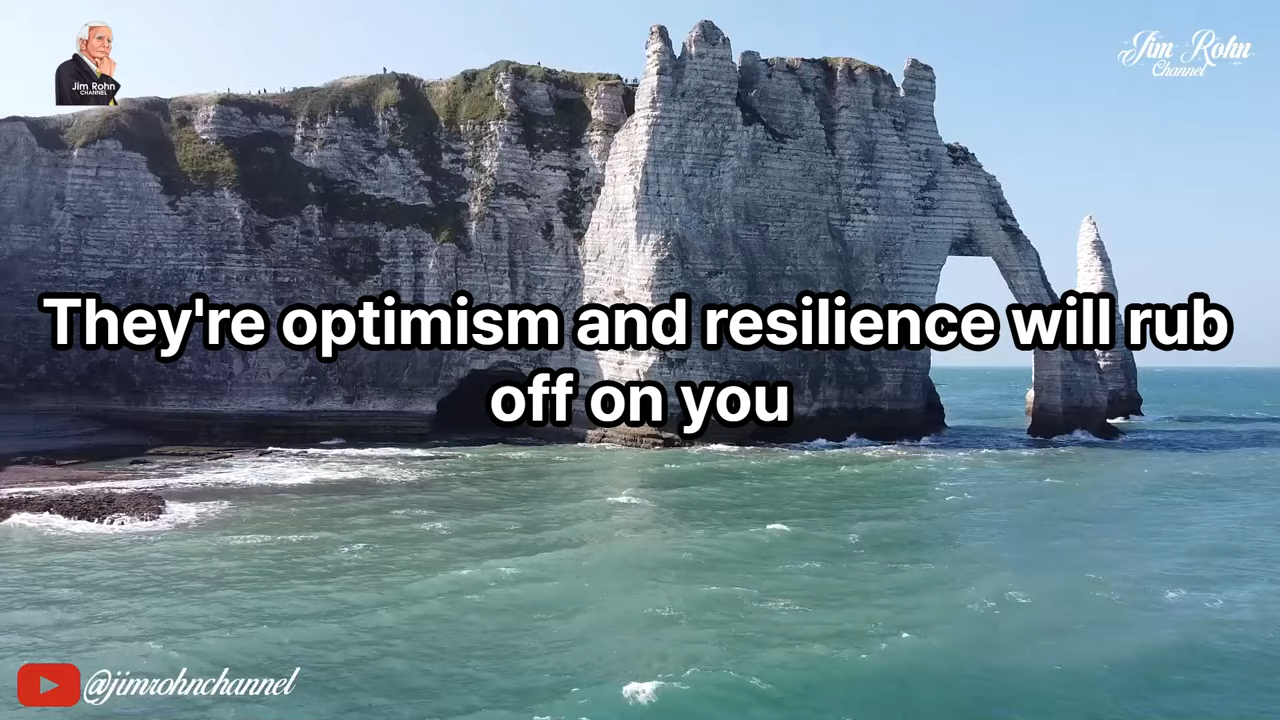 Jim Rohn
CHANNEL
Jim Rohn
Channel
They're optimism and resilience will rub
off on you
@jimrohnchannel